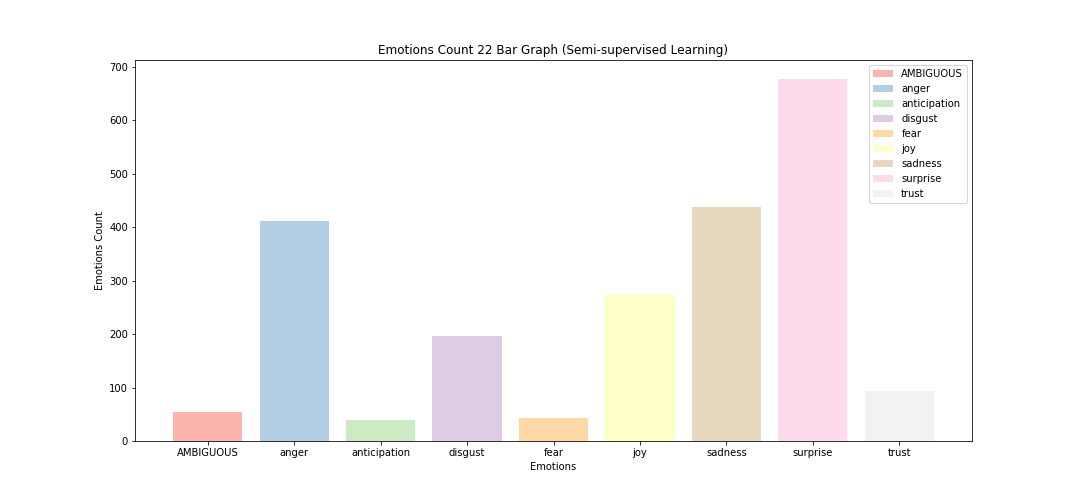 Emotions Count 22 Bar Graph (Semi-supervised Learning)
700
600
500
400
300
200
100
0
Emotions Count
AMBIGUOUS
anger
anticipation
disgust
fear
joy
sadness
surprise
trust
AMBIGUOUS anger anticipation disgust fear joy sadness surprise trust
Emotions